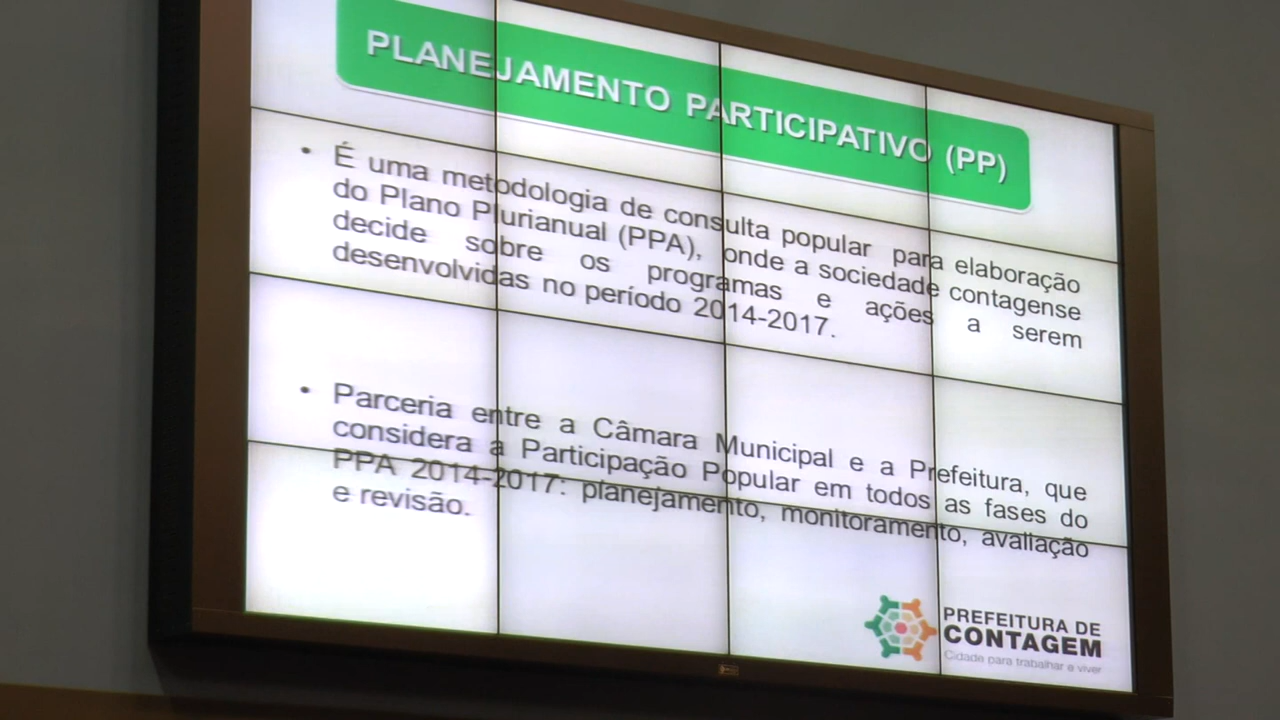 PLANEJAMENTO PARTICIPATIVO (PP)
• É uma metodologia de consulta popular para elaboração
do Plano Plurianual (PPA), onde a sociedade contagense
decide sobre os programas e ações a serem
desenvolvidas no período 2014-2017.
• Parceria entre a Câmara Municipal e a Prefeitura, que
considera a Participação Popular em todos as fases do
PPA 2014-2017: planejamento, monitoramento, avaliação
e revisão.
PREFEITURA DE
CONTAGEM
Cidade para trabalhar e viver